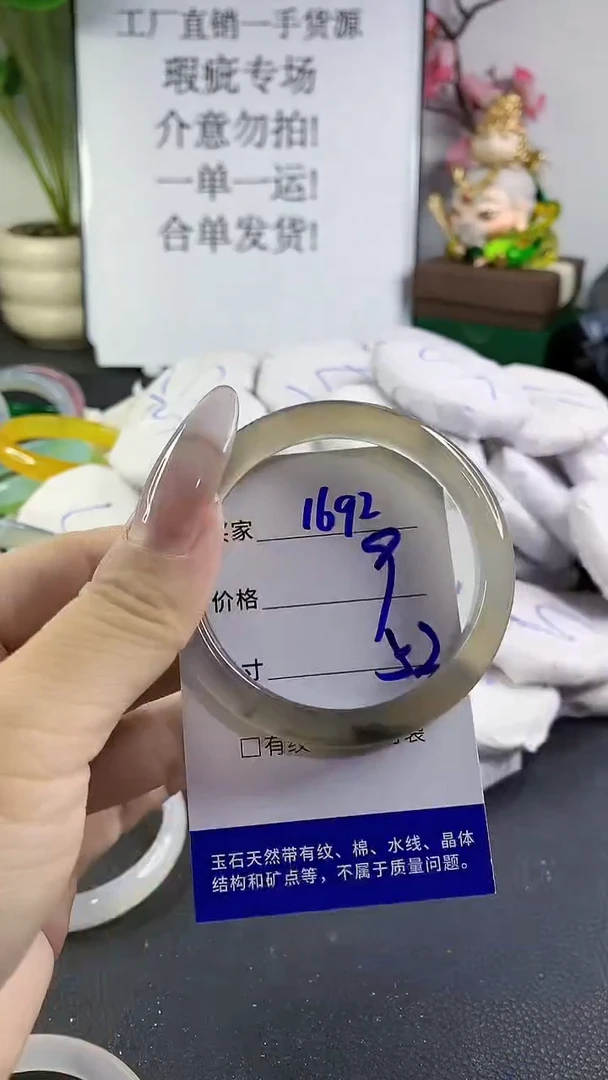 工厂直销一手货源
瑕疵专场
介意勿拍!
一单一运!
合单发货!
家 1692
价格
寸 52
□有纹
玉石天然带有纹、棉、水线、晶体
结构和矿点等，不属于质量问题。